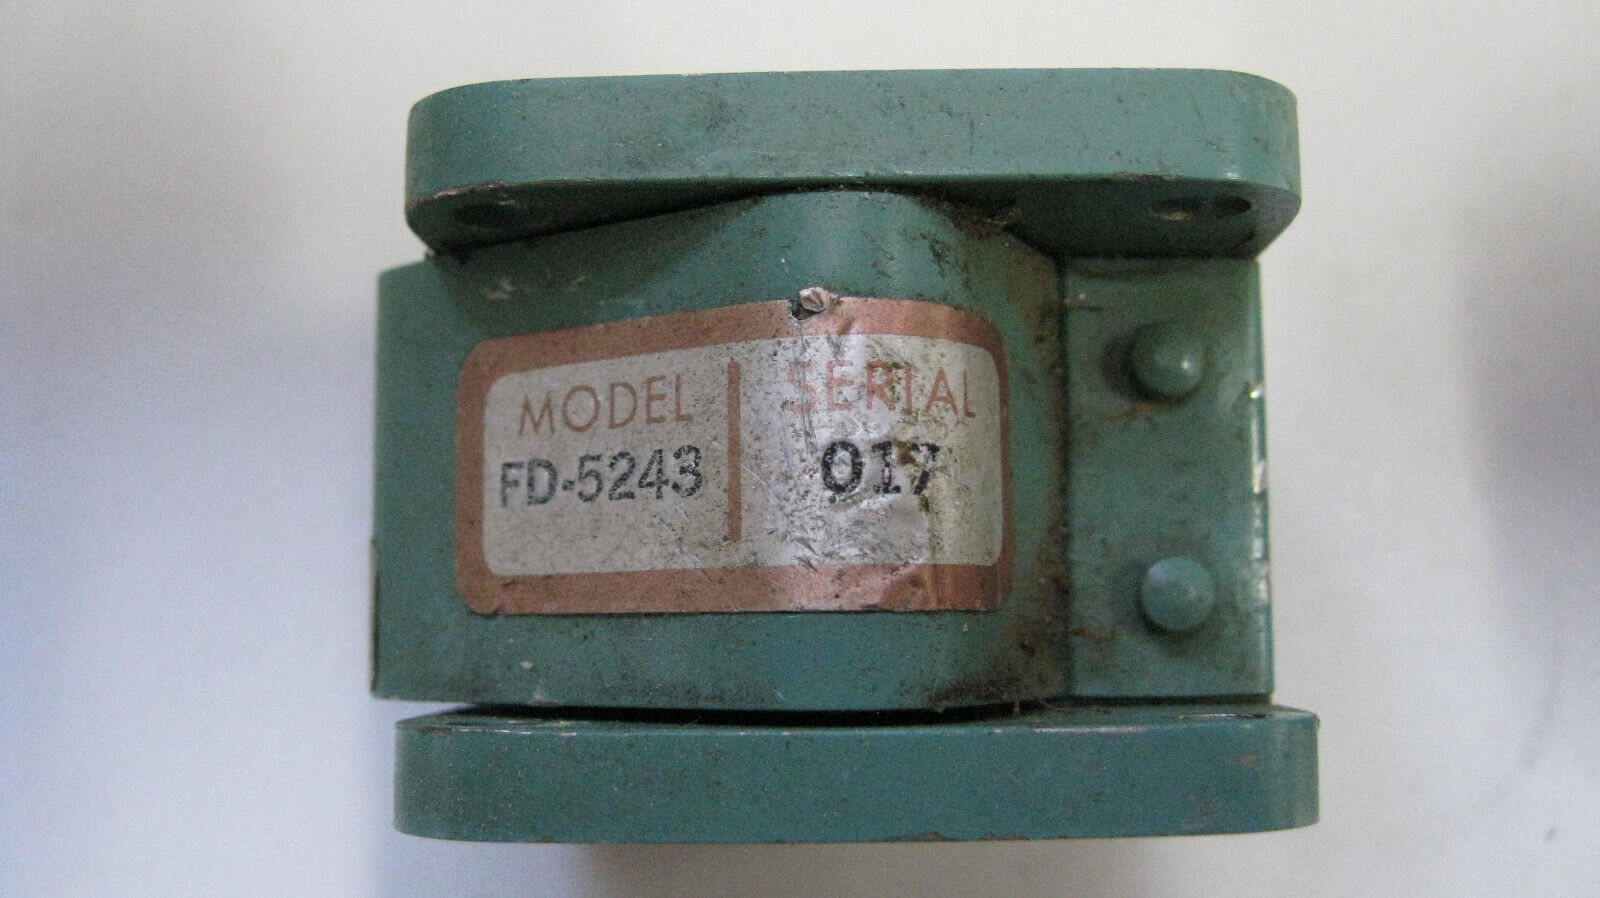 MODEL SERIAL
FD-5243 017